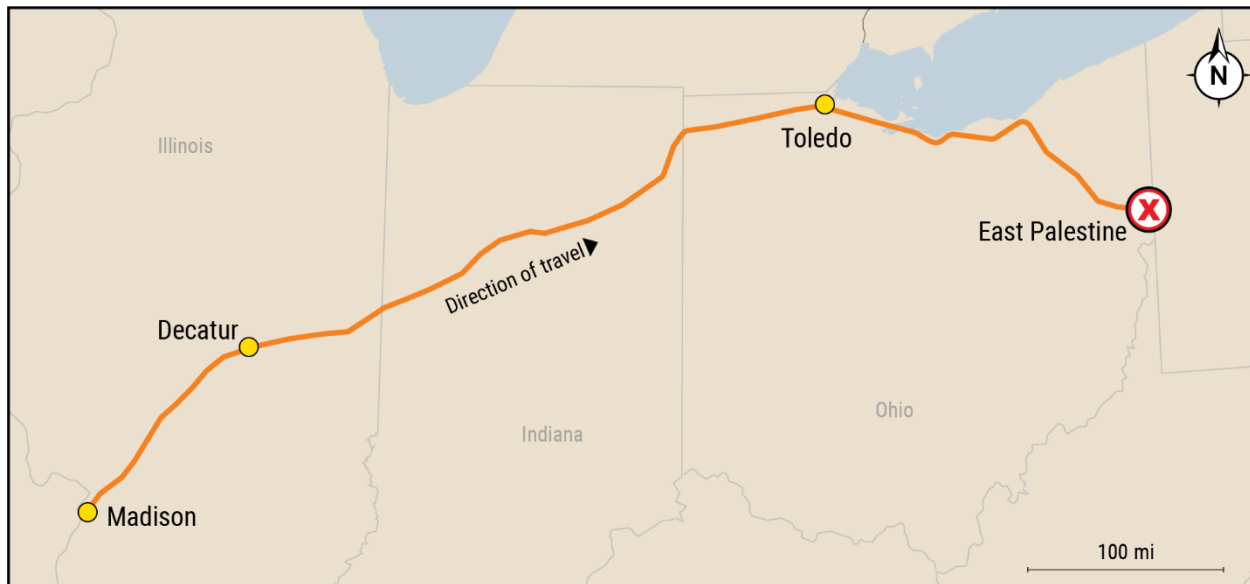 N
Illinois
Toledo
X
East Palestine
Direction of travel
Decatur
Ohio
Indiana
Madison
100 mi